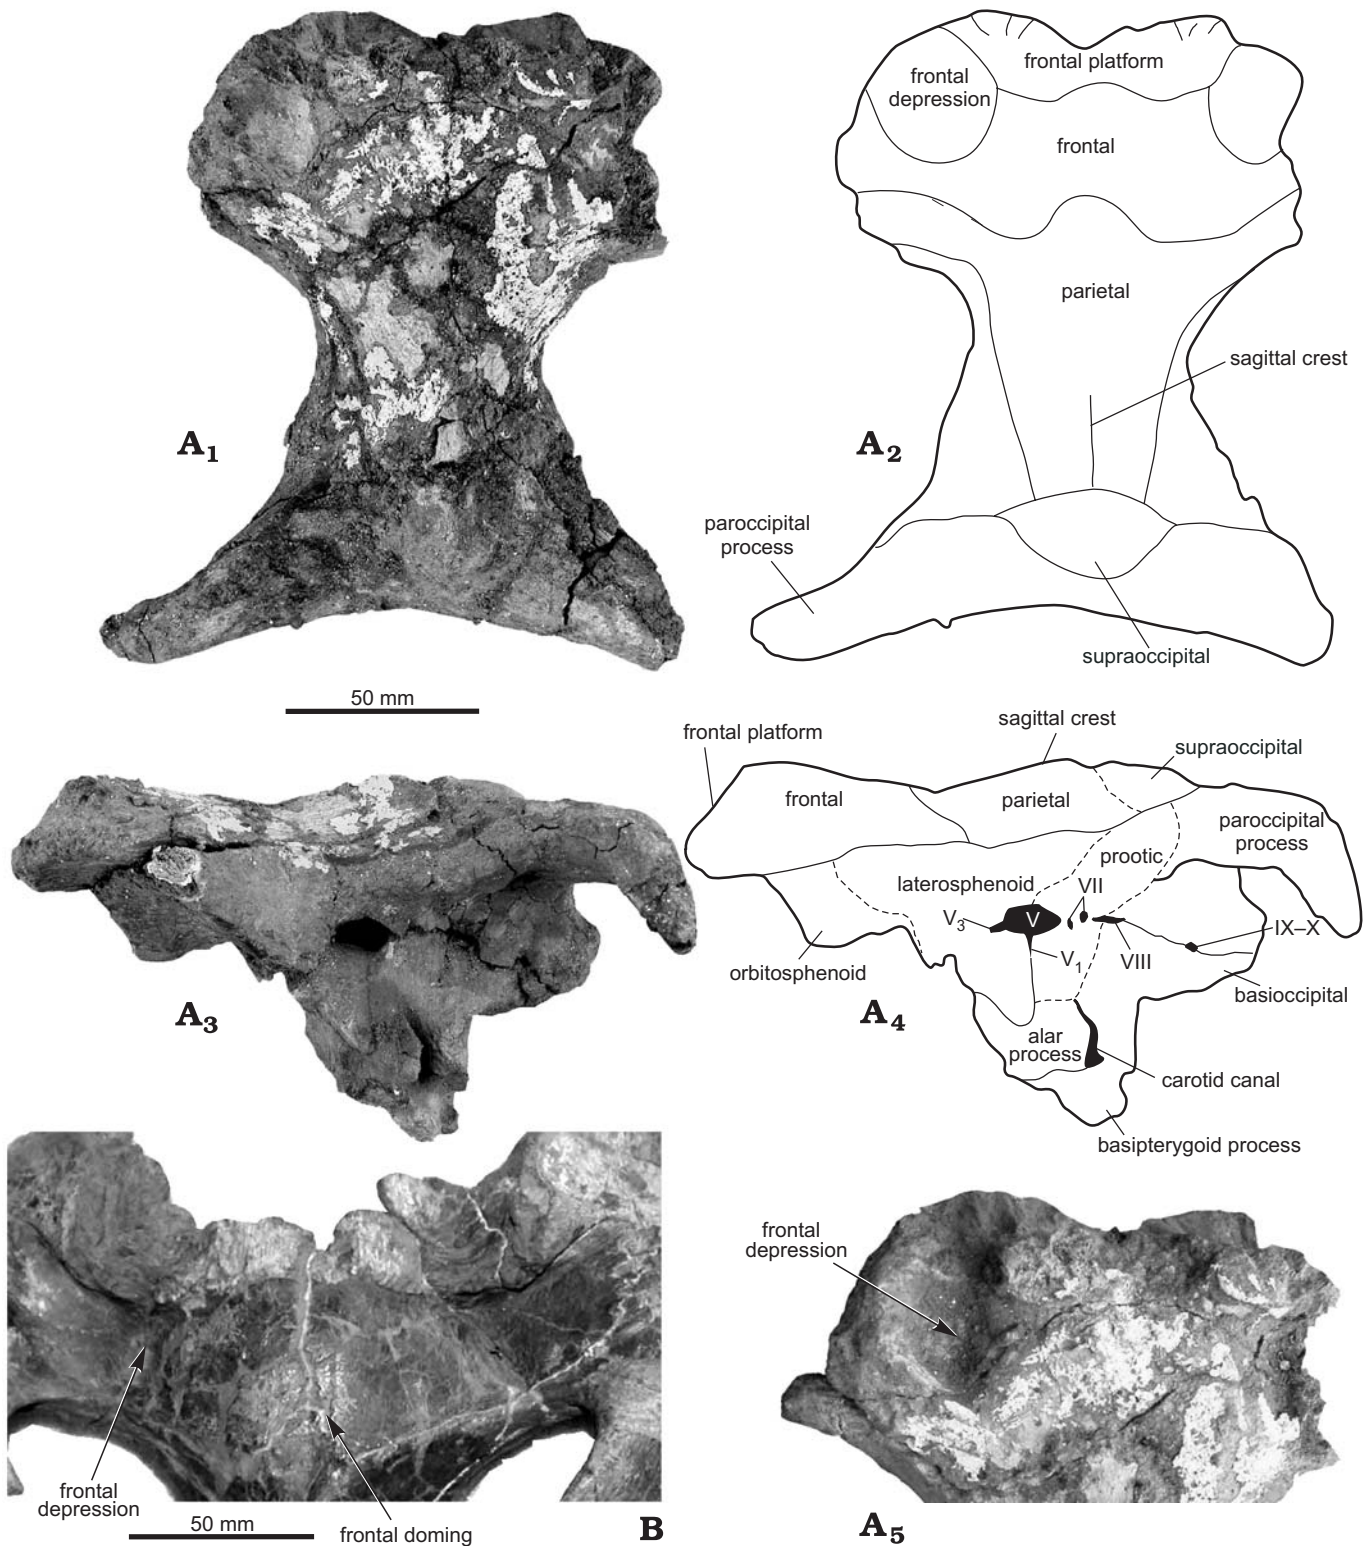 frontal platform
frontal
depression
frontal
parietal
sagittal crest
A1
A2
paroccipital
process
supraoccipital
50 mm
frontal platform
sagittal crest
supraoccipital
frontal
parietal
paroccipital
process
prootic
laterosphenoid
VII
V3
V
IX–X
V1
VIII
orbitosphenoid
basioccipital
A3
A4
alar
process
carotid canal
basipterygoid process
frontal
depression
frontal
depression
50 mm
frontal doming
B
A5